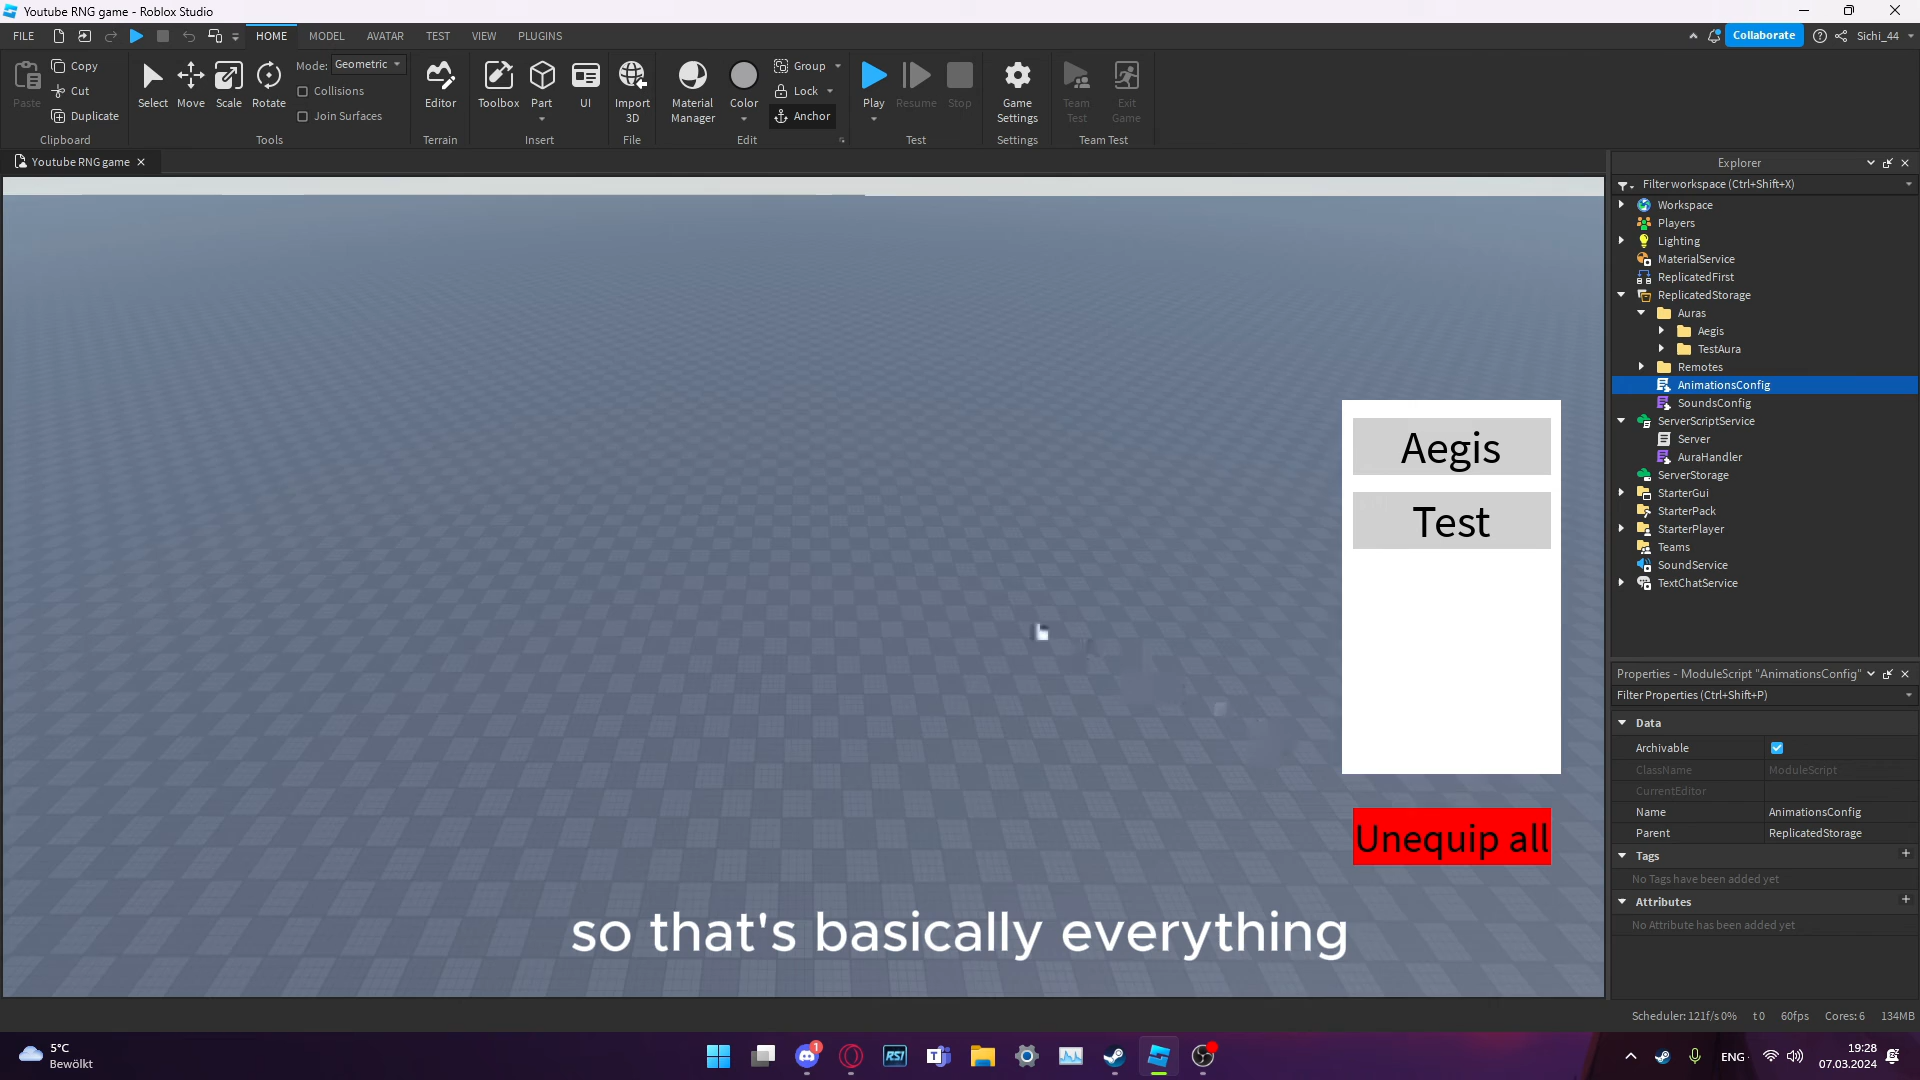 Youtube RNG game - Roblox Studio
FILE
HOME MODEL AVATAR TEST VIEW PLUGINS
Collaborate
Sichi_44
Paste
Copy
Cut
Duplicate
Clipboard
Select Move Scale Rotate
Mode: Geometric
Collisions
Join Surfaces
Tools
Editor
Terrain
Toolbox Part UI
Insert
Import 3D
File
Material Manager
Color
Group
Lock
Anchor
Edit
Play Resume Stop
Test
Game Settings
Settings
Team Test
Exit Game
Team Test
Youtube RNG game
Explorer
Filter workspace (Ctrl+Shift+X)
Workspace
Players
Lighting
MaterialService
ReplicatedFirst
ReplicatedStorage
Auras
Aegis
TestAura
Remotes
AnimationsConfig
SoundsConfig
ServerScriptService
Server
AuraHandler
ServerStorage
StarterGui
StarterPack
StarterPlayer
Teams
SoundService
TextChatService
Aegis
Test
Unequip all
so that's basically everything
Properties - ModuleScript "AnimationsConfig"
Filter Properties (Ctrl+Shift+P)
Data
Archivable
ClassName ModuleScript
CurrentEditor
Name AnimationsConfig
Parent ReplicatedStorage
Tags
No Tags have been added yet
Attributes
No Attribute has been added yet
Scheduler: 121f/s 0% t 0 60fps Cores: 6 134MB
5°C
Bewölkt
1
RSI
ENG
19:28
07.03.2024